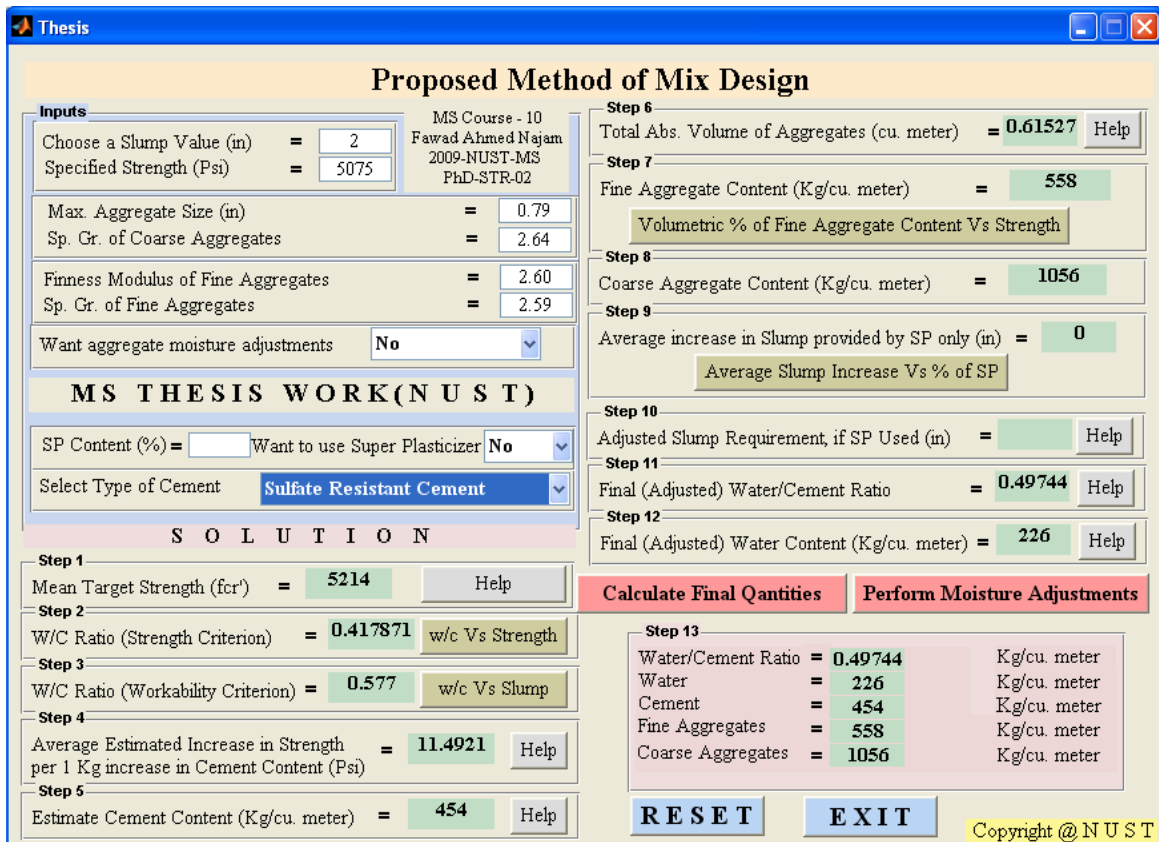 Thesis
Proposed Method of Mix Design
Inputs
Choose a Slump Value (in) = 2
Specified Strength (Psi) = 5075
MS Course - 10
Fawad Ahmed Najam
2009-NUST-MS
PhD-STR-02
Max. Aggregate Size (in) = 0.79
Sp. Gr. of Coarse Aggregates = 2.64
Finness Modulus of Fine Aggregates = 2.60
Sp. Gr. of Fine Aggregates = 2.59
Want aggregate moisture adjustments No
MS THESIS WORK(NUST)
SP Content (%) = Want to use Super Plasticizer No
Select Type of Cement Sulfate Resistant Cement
SOLUTION
Step 1
Mean Target Strength (fcr') = 5214 Help
Step 2
W/C Ratio (Strength Criterion) = 0.417871 w/c Vs Strength
Step 3
W/C Ratio (Workability Criterion) = 0.577 w/c Vs Slump
Step 4
Average Estimated Increase in Strength
per 1 Kg increase in Cement Content (Psi) = 11.4921 Help
Step 5
Estimate Cement Content (Kg/cu. meter) = 454 Help
Step 6
Total Abs. Volume of Aggregates (cu. meter) = 0.61527 Help
Step 7
Fine Aggregate Content (Kg/cu. meter) = 558
Volumetric % of Fine Aggregate Content Vs Strength
Step 8
Coarse Aggregate Content (Kg/cu. meter) = 1056
Step 9
Average increase in Slump provided by SP only (in) = 0
Average Slump Increase Vs % of SP
Step 10
Adjusted Slump Requirement, if SP Used (in) = Help
Step 11
Final (Adjusted) Water/Cement Ratio = 0.49744 Help
Step 12
Final (Adjusted) Water Content (Kg/cu. meter) = 226 Help
Calculate Final Qantities Perform Moisture Adjustments
Step 13
Water/Cement Ratio = 0.49744 Kg/cu. meter
Water = 226 Kg/cu. meter
Cement = 454 Kg/cu. meter
Fine Aggregates = 558 Kg/cu. meter
Coarse Aggregates = 1056 Kg/cu. meter
RESET EXIT
Copyright @ N U S T